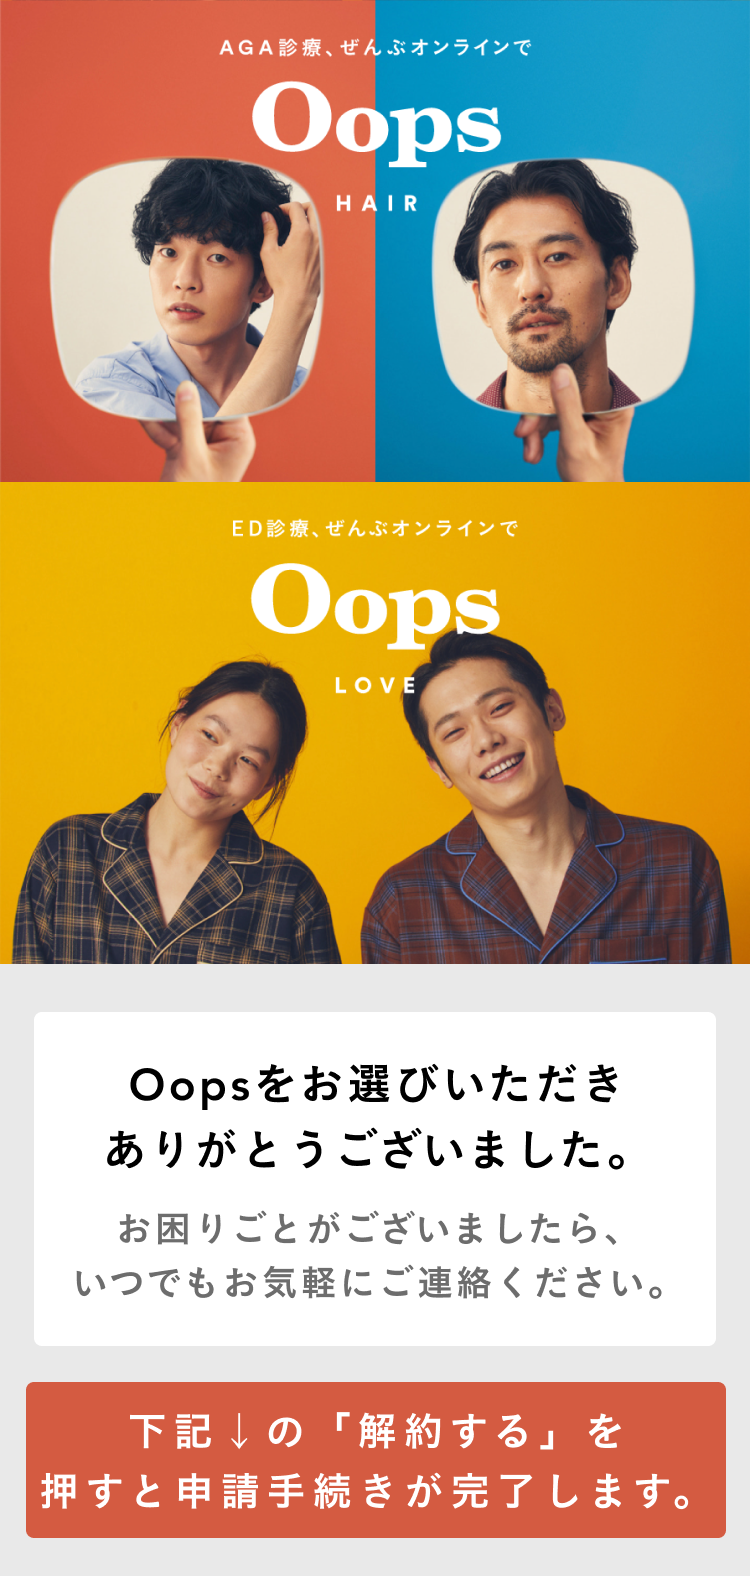 AGA診療、ぜんぶオンラインで
Oops
HAIR
ED診療、ぜんぶオンラインで
Oops
LOVE
Oopsをお選びいただき
ありがとうございました。
お困りごとがございましたら、
いつでもお気軽にご連絡ください。
下記↓の「解約する」を
押すと申請手続きが完了します。